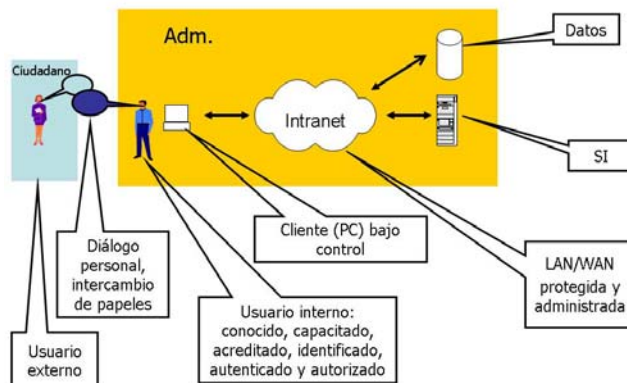 Adm.
Datos
Ciudadano
Intranet
SI
Cliente (PC) bajo
control
Diálogo
personal,
intercambio
de papeles
LAN/WAN
protegida y
administrada
Usuario interno:
conocido, capacitado,
acreditado, identificado,
autenticado y autorizado
Usuario
externo